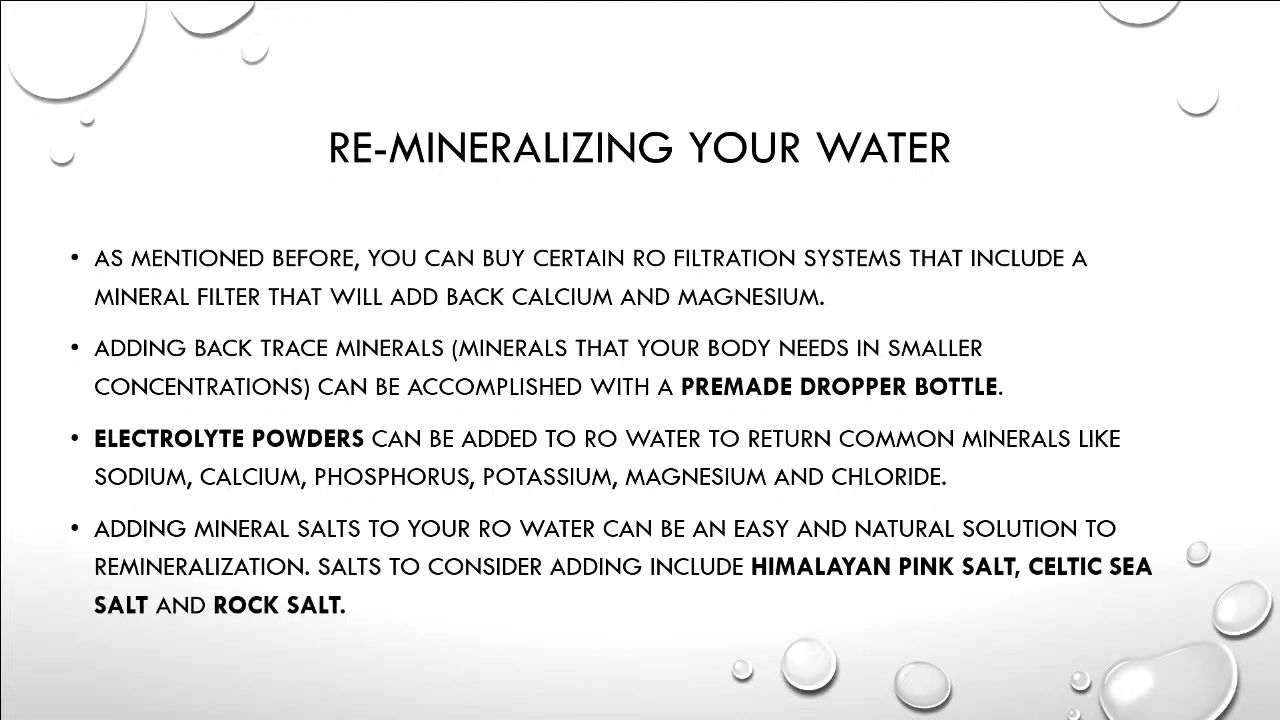 RE-MINERALIZING YOUR WATER
• AS MENTIONED BEFORE, YOU CAN BUY CERTAIN RO FILTRATION SYSTEMS THAT INCLUDE A
MINERAL FILTER THAT WILL ADD BACK CALCIUM AND MAGNESIUM.
• ADDING BACK TRACE MINERALS (MINERALS THAT YOUR BODY NEEDS IN SMALLER
CONCENTRATIONS) CAN BE ACCOMPLISHED WITH A PREMADE DROPPER BOTTLE.
• ELECTROLYTE POWDERS CAN BE ADDED TO RO WATER TO RETURN COMMON MINERALS LIKE
SODIUM, CALCIUM, PHOSPHORUS, POTASSIUM, MAGNESIUM AND CHLORIDE.
• ADDING MINERAL SALTS TO YOUR RO WATER CAN BE AN EASY AND NATURAL SOLUTION TO
REMINERALIZATION. SALTS TO CONSIDER ADDING INCLUDE HIMALAYAN PINK SALT, CELTIC SEA
SALT AND ROCK SALT.